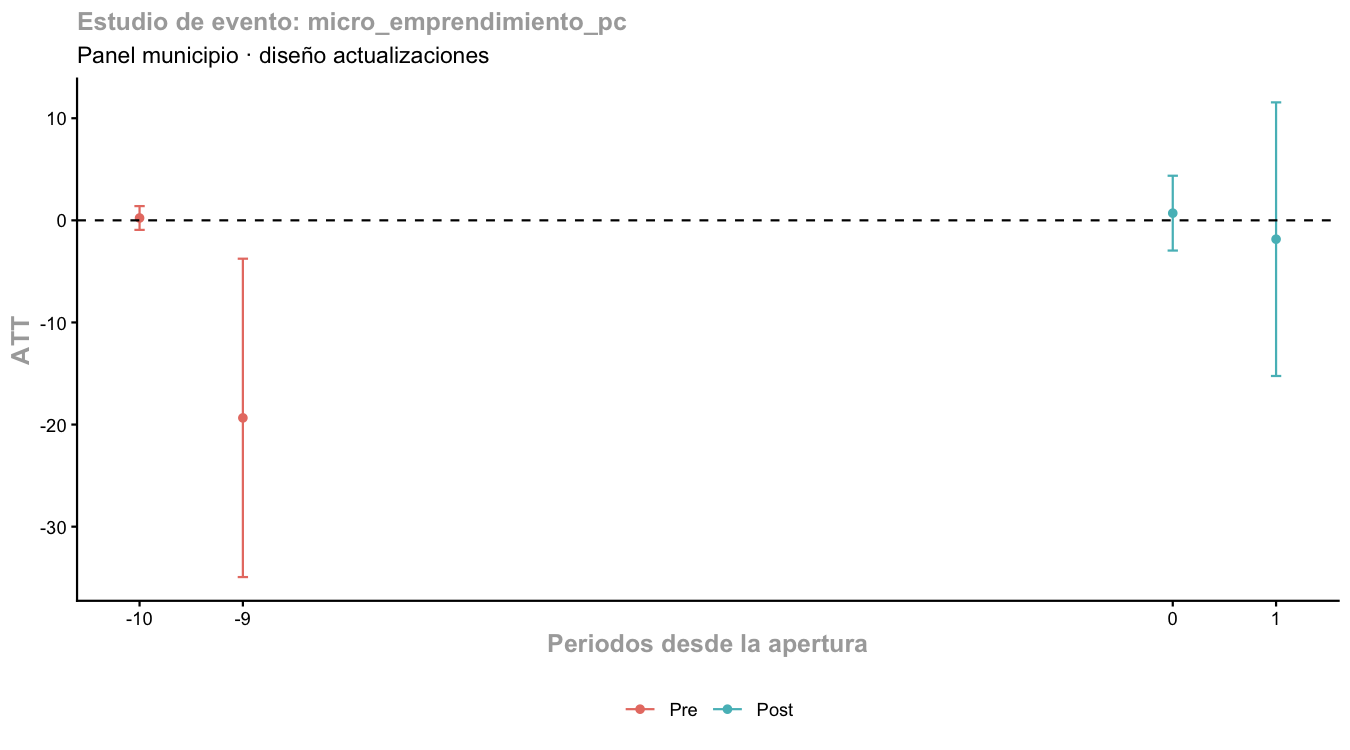 Estudio de evento: micro_emprendimiento_pc
Panel municipio · diseño actualizaciones
ATT
10
0
-10
-20
-30
-10 -9 0 1
Periodos desde la apertura
Pre Post